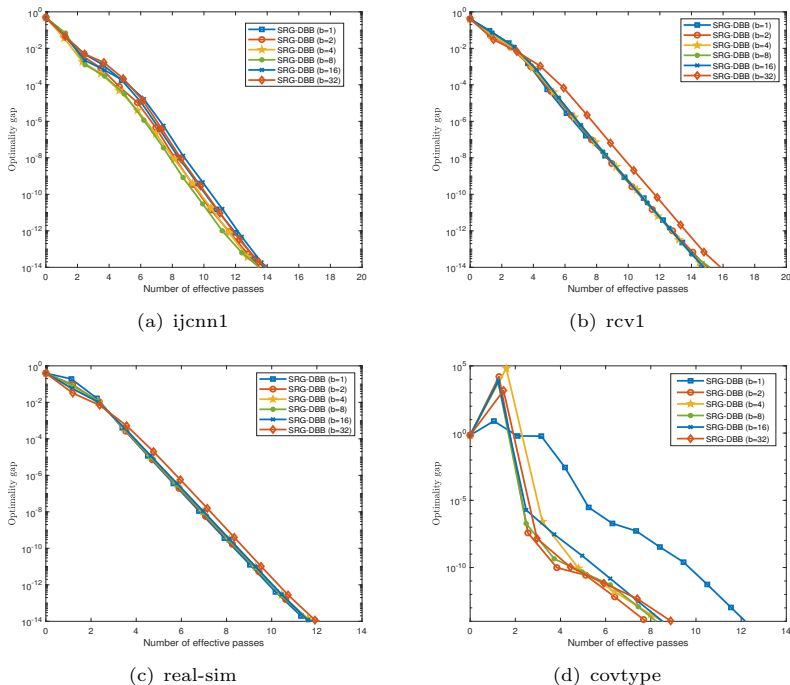 10^0
10^-2
10^-4
10^-6
10^-8
10^-10
10^-12
10^-14
Optimality gap
0 2 4 6 8 10 12 14 16 18 20
Number of effective passes
SRG-DBB (b=1)
SRG-DBB (b=2)
SRG-DBB (b=4)
SRG-DBB (b=8)
SRG-DBB (b=16)
SRG-DBB (b=32)
(a) ijcnn1
10^0
10^-2
10^-4
10^-6
10^-8
10^-10
10^-12
10^-14
Optimality gap
0 2 4 6 8 10 12 14 16 18 20
Number of effective passes
SRG-DBB (b=1)
SRG-DBB (b=2)
SRG-DBB (b=4)
SRG-DBB (b=8)
SRG-DBB (b=16)
SRG-DBB (b=32)
(b) rcv1
10^0
10^-2
10^-4
10^-6
10^-8
10^-10
10^-12
10^-14
Optimality gap
0 2 4 6 8 10 12 14
Number of effective passes
SRG-DBB (b=1)
SRG-DBB (b=2)
SRG-DBB (b=4)
SRG-DBB (b=8)
SRG-DBB (b=16)
SRG-DBB (b=32)
(c) real-sim
10^5
10^0
10^-5
10^-10
Optimality gap
0 2 4 6 8 10 12 14
Number of effective passes
SRG-DBB (b=1)
SRG-DBB (b=2)
SRG-DBB (b=4)
SRG-DBB (b=8)
SRG-DBB (b=16)
SRG-DBB (b=32)
(d) covtype